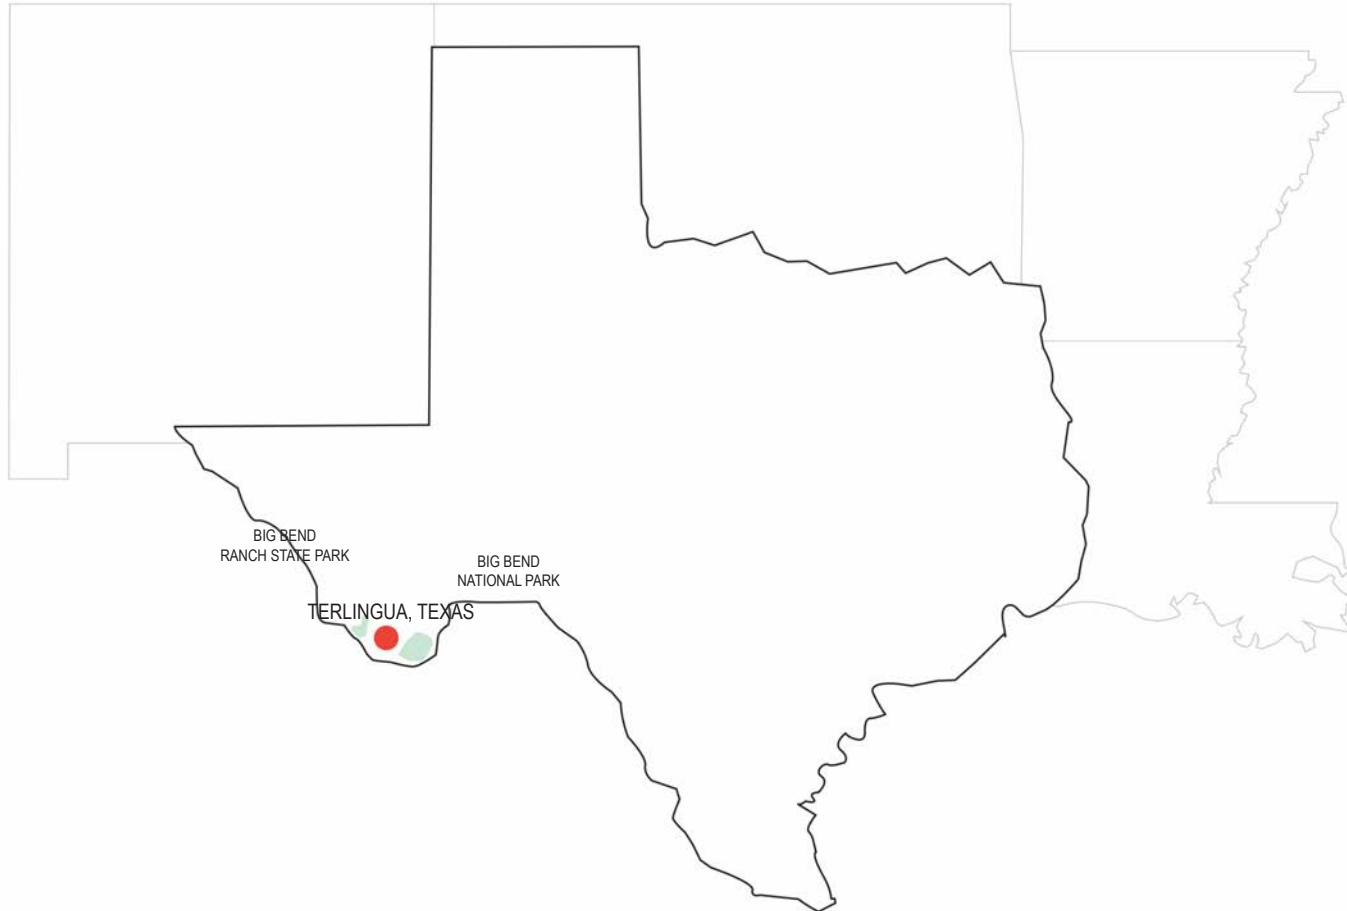 BIG BEND
RANCH STATE PARK
BIG BEND
NATIONAL PARK
TERLINGUA, TEXAS